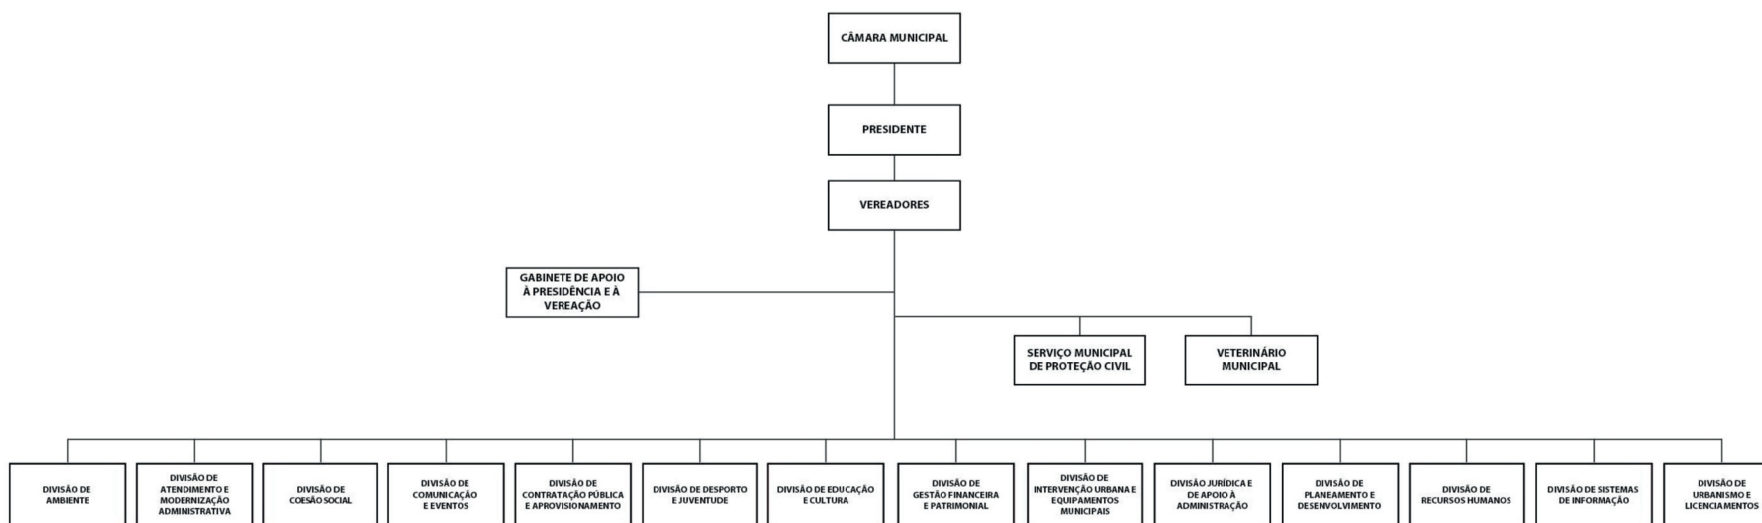 CÂMARA MUNICIPAL
PRESIDENTE
VEREADORES
GABINETE DE APOIO
À PRESIDÊNCIA E À
VEREAÇÃO
SERVIÇO MUNICIPAL
DE PROTEÇÃO CIVIL
VETERINÁRIO
MUNICIPAL
DIVISÃO DE
AMBIENTE
DIVISÃO DE
ATENDIMENTO E
MODERNIZAÇÃO
ADMINISTRATIVA
DIVISÃO DE
COESÃO SOCIAL
DIVISÃO DE
COMUNICAÇÃO
E EVENTOS
DIVISÃO DE
CONTRATAÇÃO PÚBLICA
E APROVISIONAMENTO
DIVISÃO DE DESPORTO
E JUVENTUDE
DIVISÃO DE EDUCAÇÃO
E CULTURA
DIVISÃO DE
GESTÃO FINANCEIRA
E PATRIMONIAL
DIVISÃO DE
INTERVENÇÃO URBANA E
EQUIPAMENTOS
MUNICIPAIS
DIVISÃO JURÍDICA E
DE APOIO À
ADMINISTRAÇÃO
DIVISÃO DE
PLANEAMENTO E
DESENVOLVIMENTO
DIVISÃO DE
RECURSOS HUMANOS
DIVISÃO DE SISTEMAS
DE INFORMAÇÃO
DIVISÃO DE
URBANISMO E
LICENCIAMENTOS